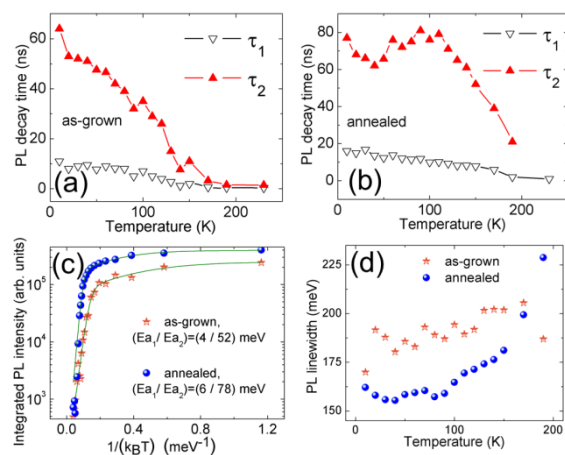 PL decay time (ns)
60
40
20
0
τ1
τ2
as-grown
(a)
0
100
200
Temperature (K)
PL decay time (ns)
80
60
40
20
0
τ1
τ2
annealed
(b)
0
100
200
Temperature (K)
Integrated PL intensity (arb. units)
10^5
10^4
10^3
(c)
as-grown,
(Ea1/ Ea2)=(4 / 52) meV
annealed,
(Ea1/ Ea2)=(6 / 78) meV
0.0
0.4
0.8
1.2
1/(kBT) (meV^-1)
PL linewidth (meV)
225
200
175
150
as-grown
annealed
(d)
0
50
100
150
200
Temperature (K)